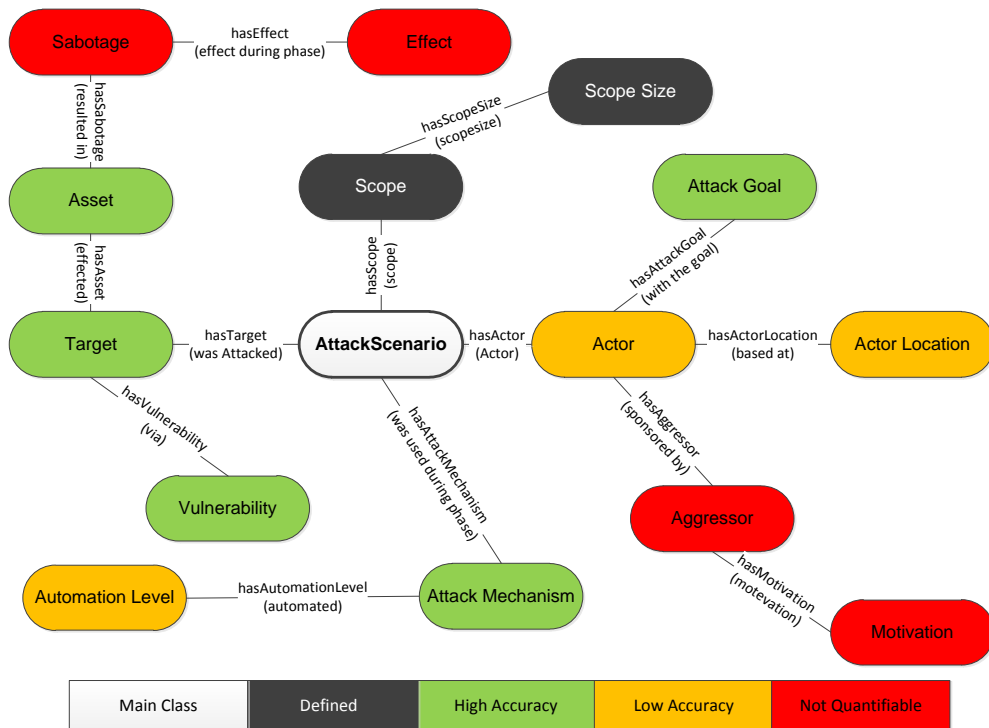 Sabotage
hasEffect
(effect during phase)
Effect
hasSabotage
(resulted in)
Scope Size
hasScopeSize
(scopesize)
Asset
Scope
Attack Goal
hasAsset
(effected)
hasScope
(scope)
hasAttackGoal
(with the goal)
Target
hasTarget
(was Attacked)
AttackScenario
hasActor
(Actor)
Actor
hasActorLocation
(based at)
Actor Location
hasVulnerability
(via)
hasAttackMechanism
(was used during phase)
hasAggressor
(sponsored by)
Vulnerability
Aggressor
Automation Level
hasAutomationLevel
(automated)
Attack Mechanism
hasMotivation
(motevation)
Motivation
Main Class
Defined
High Accuracy
Low Accuracy
Not Quantifiable